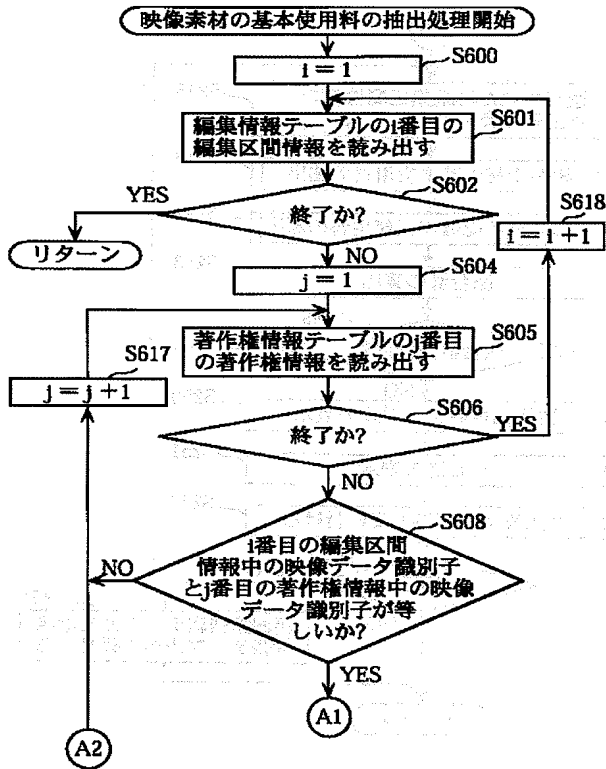 映像素材の基本使用料の抽出処理開始
S600
i = 1
S601
編集情報テーブルのi番目の
編集区間情報を読み出す
S602
YES
終了か?
S618
リターン
i = i + 1
NO
S604
j = 1
S605
著作権情報テーブルのj番目
の著作権情報を読み出す
S617
j = j + 1
S606
終了か?
YES
NO
S608
i番目の編集区間
情報中の映像データ識別子
とj番目の著作権情報中の映像
データ識別子が等
しいか?
NO
YES
A1
A2